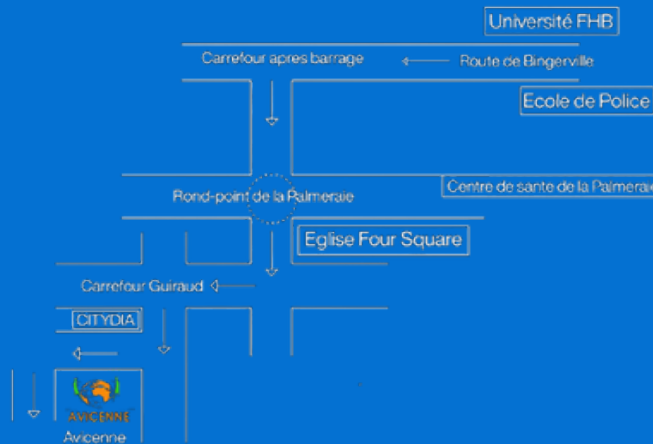 Université FHB
Carrefour apres barrage
Route de Bingerville
Ecole de Police
Rond-point de la Palmeraie
Centre de sante de la Palmeraie
Eglise Four Square
Carrefour Guiraud
CITYDIA
AVICENNE
Avicenne